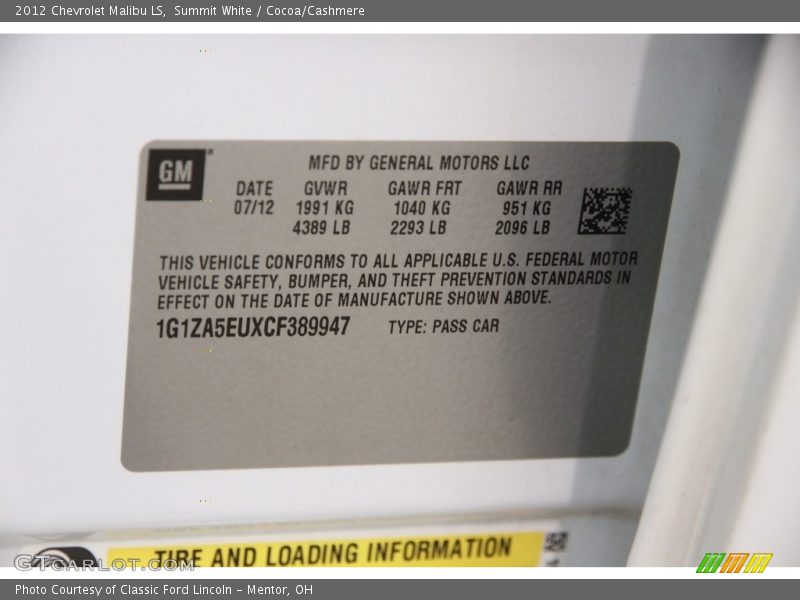 2012 Chevrolet Malibu LS, Summit White / Cocoa/Cashmere
GM
MFD BY GENERAL MOTORS LLC
DATE GVWR GAWR FRT GAWR RR
07/12 1991 KG 1040 KG 951 KG
4389 LB 2293 LB 2096 LB
THIS VEHICLE CONFORMS TO ALL APPLICABLE U.S. FEDERAL MOTOR
VEHICLE SAFETY, BUMPER, AND THEFT PREVENTION STANDARDS IN
EFFECT ON THE DATE OF MANUFACTURE SHOWN ABOVE.
1G1ZA5EUXCF389947 TYPE: PASS CAR
TIRE AND LOADING INFORMATION
GTCARLOT.COM
Photo Courtesy of Classic Ford Lincoln - Mentor, OH